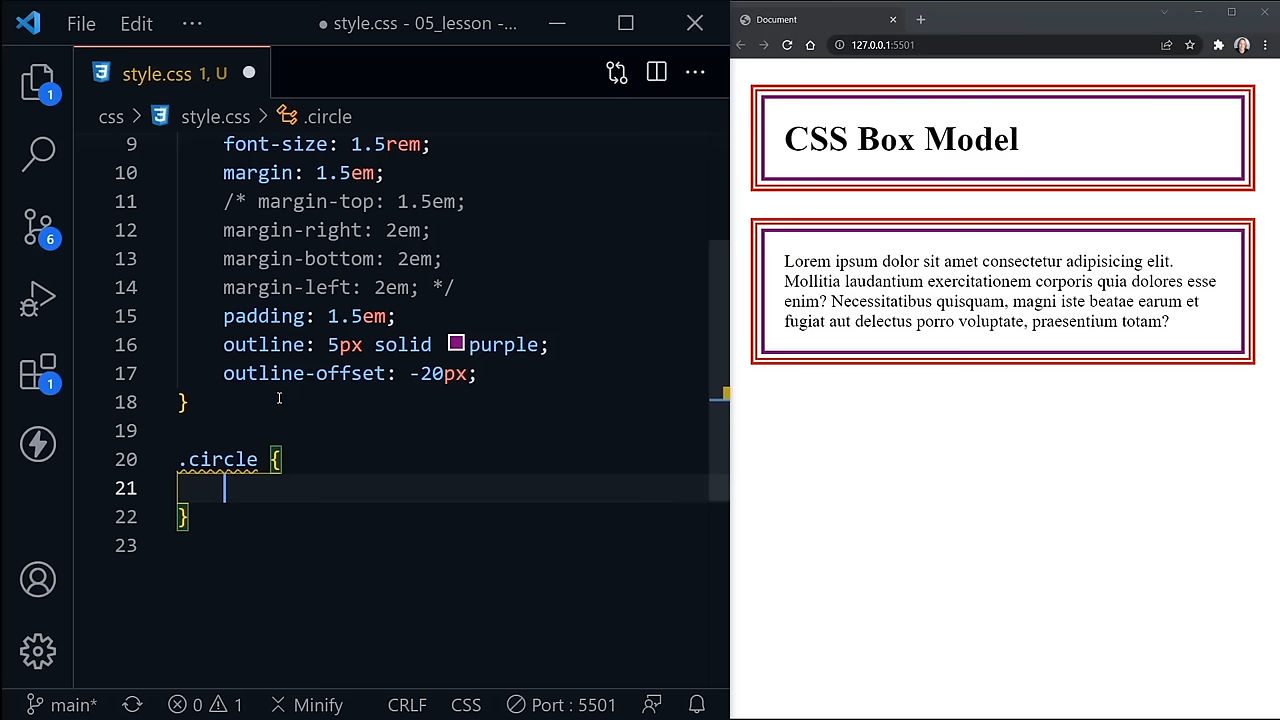 File Edit ··· ● style.css - 05_lesson -...
style.css 1, U
css > style.css > .circle
9 font-size: 1.5rem;
10 margin: 1.5em;
11 /* margin-top: 1.5em;
12 margin-right: 2em;
13 margin-bottom: 2em;
14 margin-left: 2em; */
15 padding: 1.5em;
16 outline: 5px solid purple;
17 outline-offset: -20px;
18 }
19
20 .circle {
21
22 }
23
1
6
1
main* 0 1 Minify CRLF CSS Port : 5501
Document
127.0.0.1:5501
CSS Box Model
Lorem ipsum dolor sit amet consectetur adipisicing elit.
Mollitia laudantium exercitationem corporis quia dolores esse
enim? Necessitatibus quisquam, magni iste beatae earum et
fugiat aut delectus porro voluptate, praesentium totam?